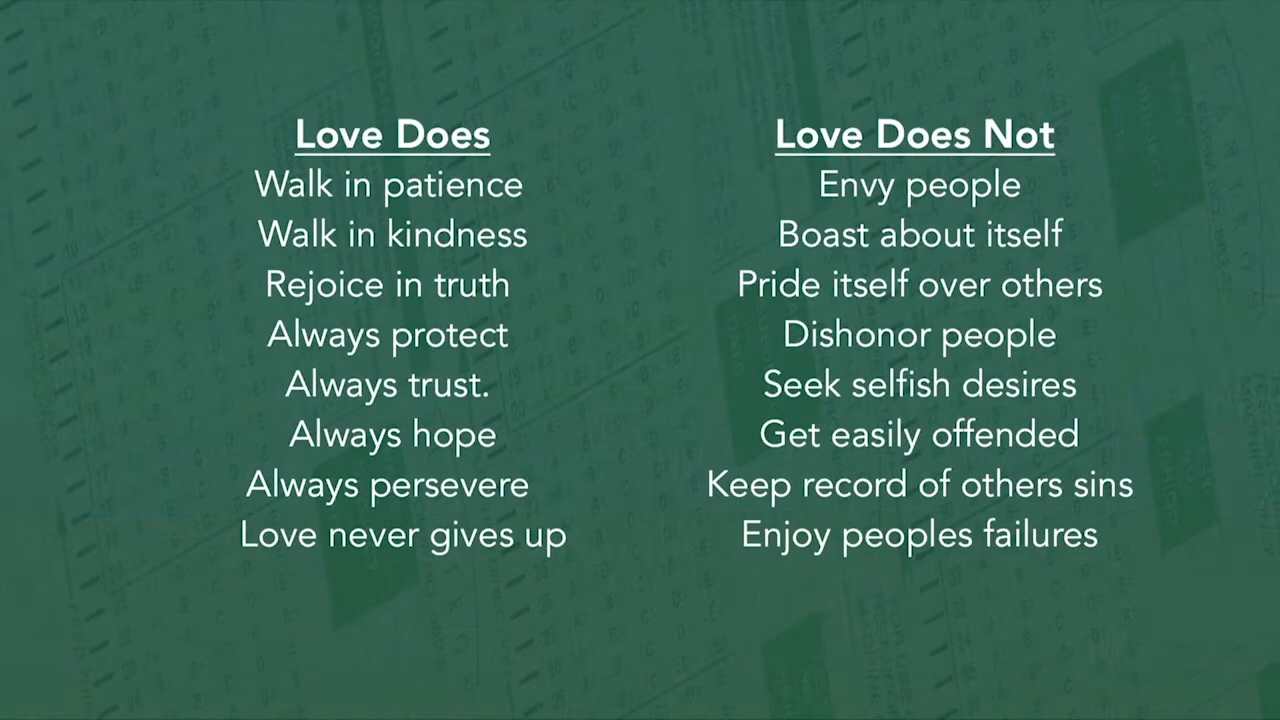 Love Does
Walk in patience
Walk in kindness
Rejoice in truth
Always protect
Always trust.
Always hope
Always persevere
Love never gives up
Love Does Not
Envy people
Boast about itself
Pride itself over others
Dishonor people
Seek selfish desires
Get easily offended
Keep record of others sins
Enjoy peoples failures